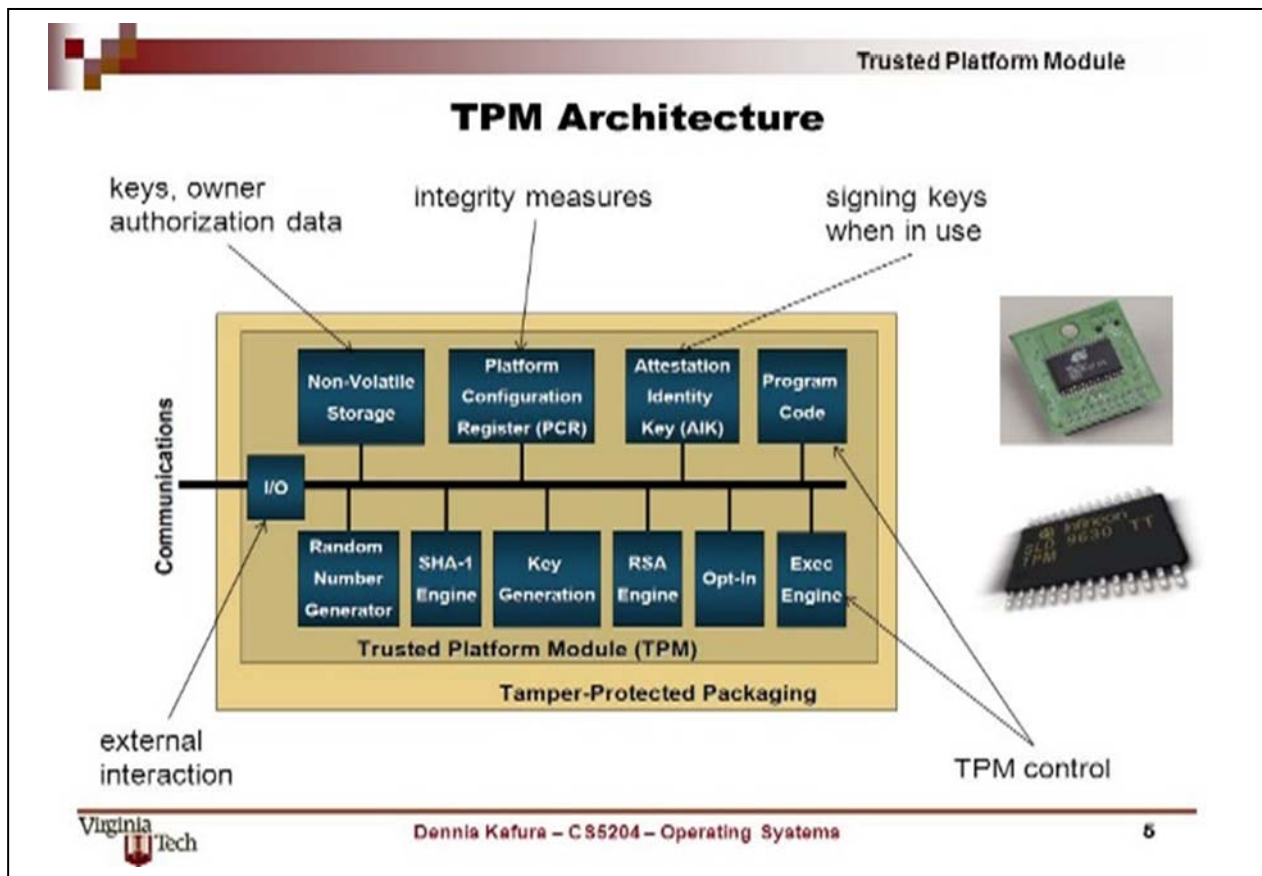 Trusted Platform Module
TPM Architecture
keys, owner
authorization data
integrity measures
signing keys
when in use
Non-Volatile
Storage
Platform
Configuration
Register (PCR)
Attestation
Identity
Key (AIK)
Program
Code
Communications
I/O
Random
Number
Generator
SHA-1
Engine
Key
Generation
RSA
Engine
Opt-In
Exec
Engine
Trusted Platform Module (TPM)
Tamper-Protected Packaging
Infineon
SLD 9630 TT
TPM
external
interaction
TPM control
Virginia
Tech
Dennis Kafura – CS5204 – Operating Systems
5